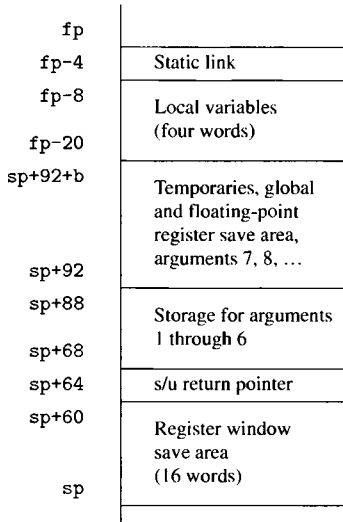 fp
fp-4 Static link
fp-8
Local variables
(four words)
fp-20
sp+92+b
Temporaries, global
and floating-point
register save area,
arguments 7, 8, ...
sp+92
sp+88
Storage for arguments
1 through 6
sp+68
sp+64 s/u return pointer
sp+60
Register window
save area
(16 words)
sp